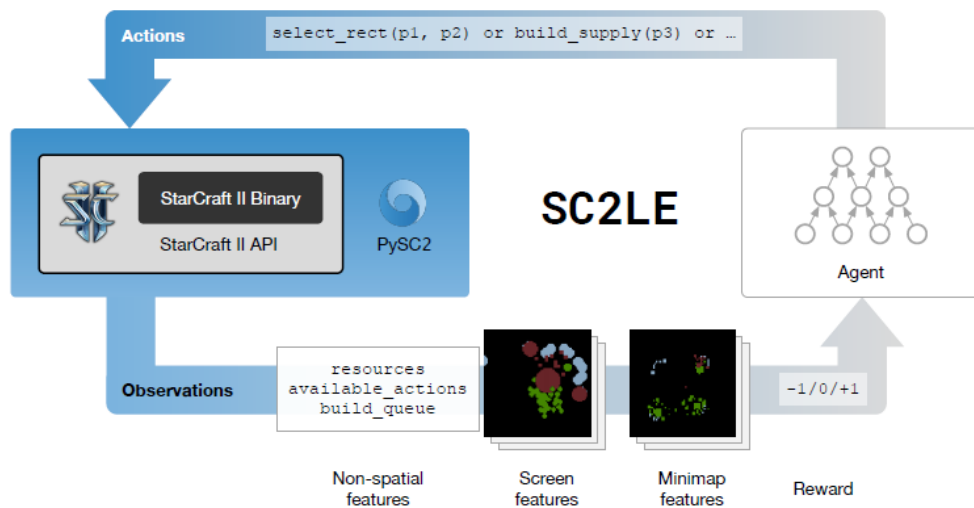 Actions
select_rect(p1, p2) or build_supply(p3) or …
SC
StarCraft II Binary
StarCraft II API
PySC2
SC2LE
Agent
Observations
resources
available_actions
build_queue
-1/0/+1
Non-spatial
features
Screen
features
Minimap
features
Reward